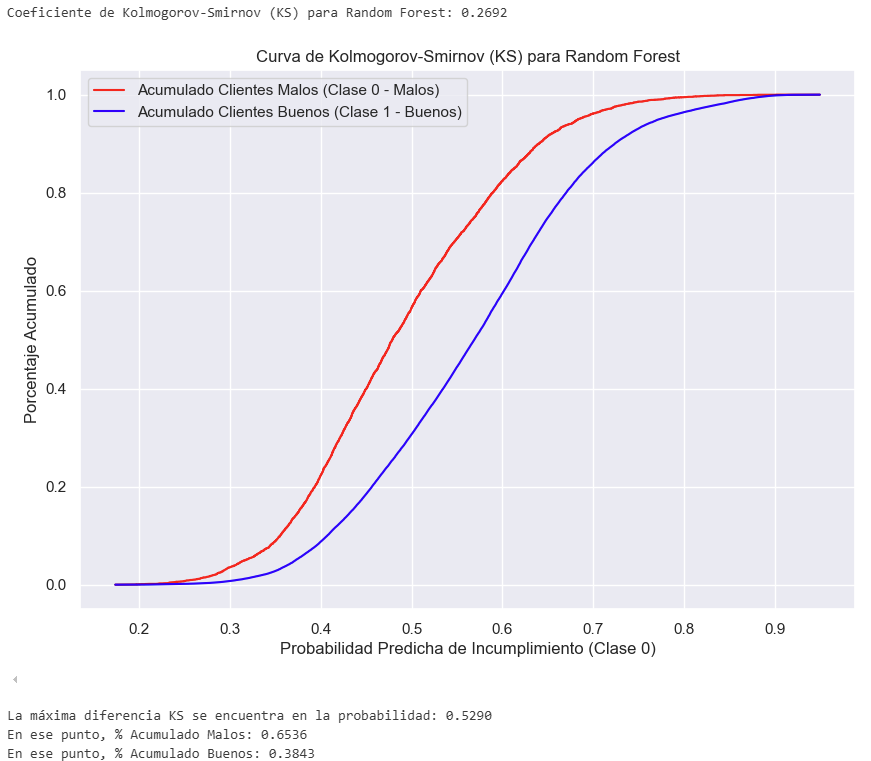 Coeficiente de Kolmogorov-Smirnov (KS) para Random Forest: 0.2692
Curva de Kolmogorov-Smirnov (KS) para Random Forest
Acumulado Clientes Malos (Clase 0 - Malos)
Acumulado Clientes Buenos (Clase 1 - Buenos)
Porcentaje Acumulado
1.0
0.8
0.6
0.4
0.2
0.0
0.2 0.3 0.4 0.5 0.6 0.7 0.8 0.9
Probabilidad Predicha de Incumplimiento (Clase 0)
La máxima diferencia KS se encuentra en la probabilidad: 0.5290
En ese punto, % Acumulado Malos: 0.6536
En ese punto, % Acumulado Buenos: 0.3843